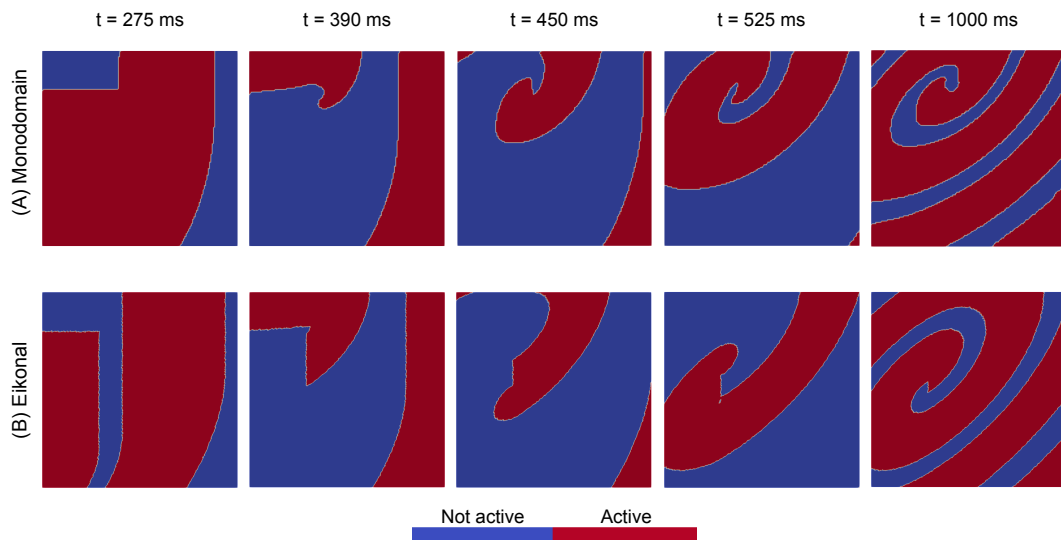 t = 275 ms
t = 390 ms
t = 450 ms
t = 525 ms
t = 1000 ms
(A) Monodomain
(B) Eikonal
Not active
Active